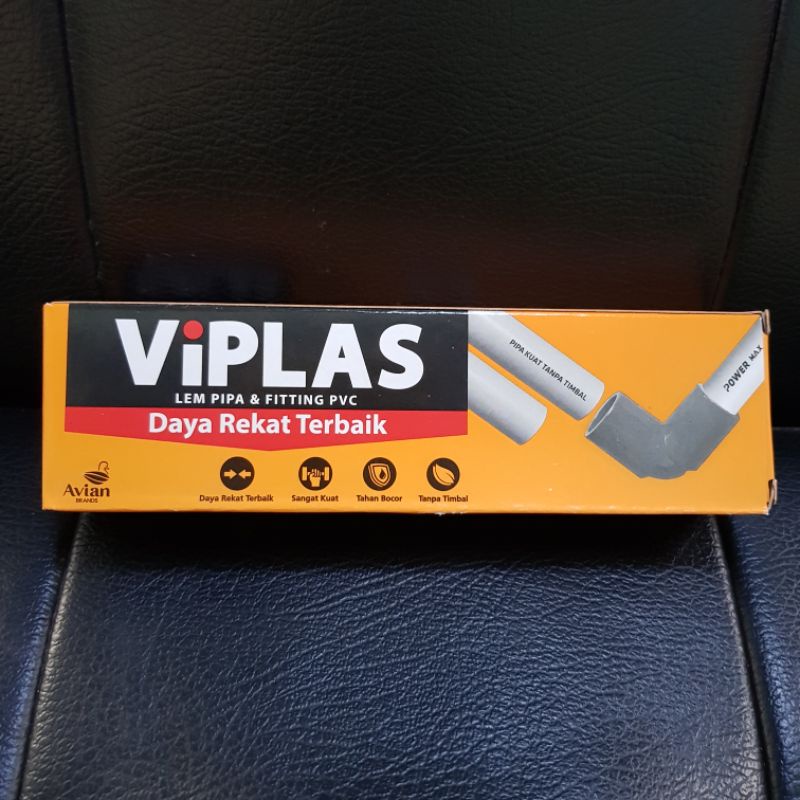 ViPLAS
LEM PIPA & FITTING PVC
Daya Rekat Terbaik
PIPA KUAT TANPA TIMBAL
POWER MAX
Avian
BRANDS
Daya Rekat Terbaik
Sangat Kuat
Tahan Bocor
Tanpa Timbal